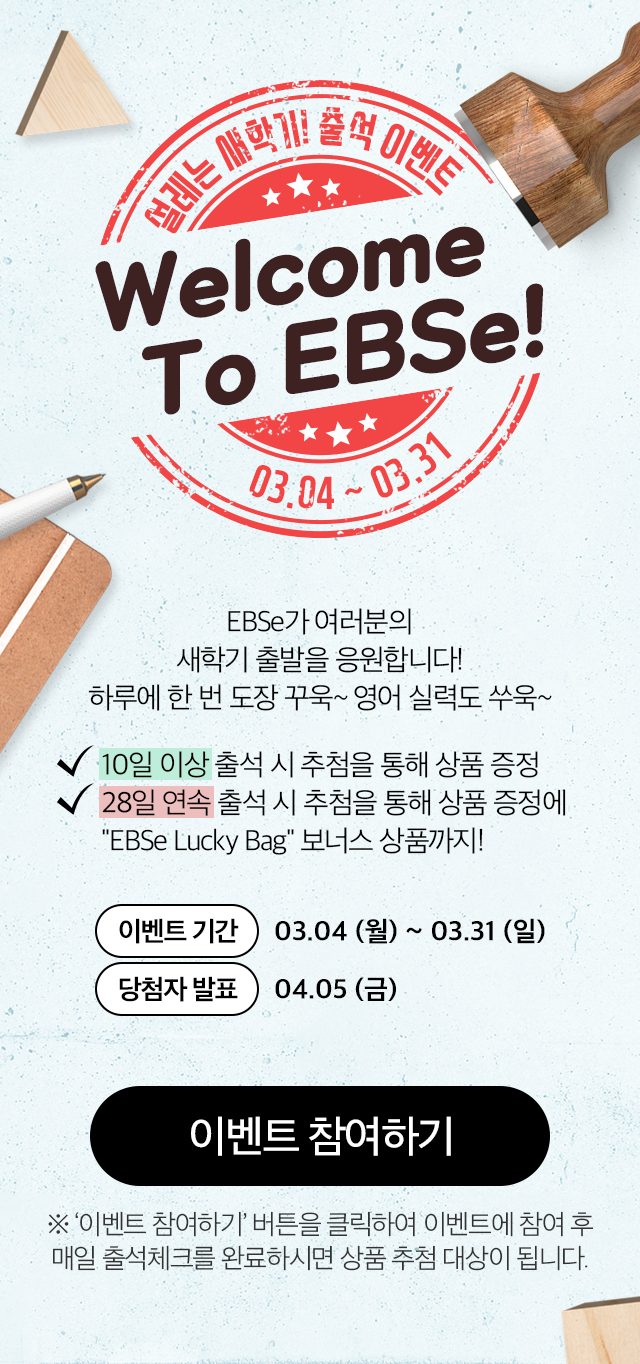 설레는 새학기! 출석 이벤트
Welcome
To EBSe!
03.04 ~ 03.31
EBSe가 여러분의
새학기 출발을 응원합니다!
하루에 한 번 도장 꾸욱~ 영어 실력도 쑤욱~
10일 이상 출석 시 추첨을 통해 상품 증정
28일 연속 출석 시 추첨을 통해 상품 증정에
"EBSe Lucky Bag" 보너스 상품까지!
이벤트 기간 03.04 (월) ~ 03.31 (일)
당첨자 발표 04.05 (금)
이벤트 참여하기
※ ‘이벤트 참여하기’ 버튼을 클릭하여 이벤트에 참여 후
매일 출석체크를 완료하시면 상품 추첨 대상이 됩니다.